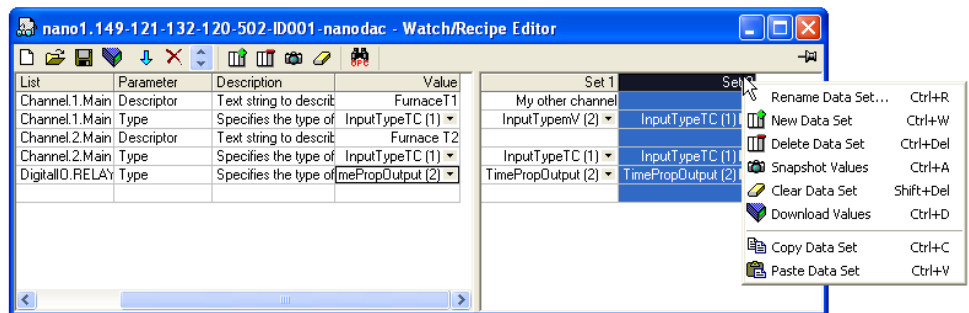 nano1.149-121-132-120-502-ID001-nanodac - Watch/Recipe Editor
OPC
List Parameter Description Value Set 1 Set
Channel.1.Main Descriptor Text string to describ FurnaceT1 My other channel
Channel.1.Main Type Specifies the type of InputTypeTC (1) InputTypemV (2) InputTypeTC (1)
Channel.2.Main Descriptor Text string to describ Furnace T2
Channel.2.Main Type Specifies the type of InputTypeTC (1) InputTypeTC (1) InputTypeTC (1)
DigitalIO.RELAY Type Specifies the type of mePropOutput (2) TimePropOutput (2) TimePropOutput (2)
Rename Data Set... Ctrl+R
New Data Set Ctrl+W
Delete Data Set Ctrl+Del
Snapshot Values Ctrl+A
Clear Data Set Shift+Del
Download Values Ctrl+D
Copy Data Set Ctrl+C
Paste Data Set Ctrl+V